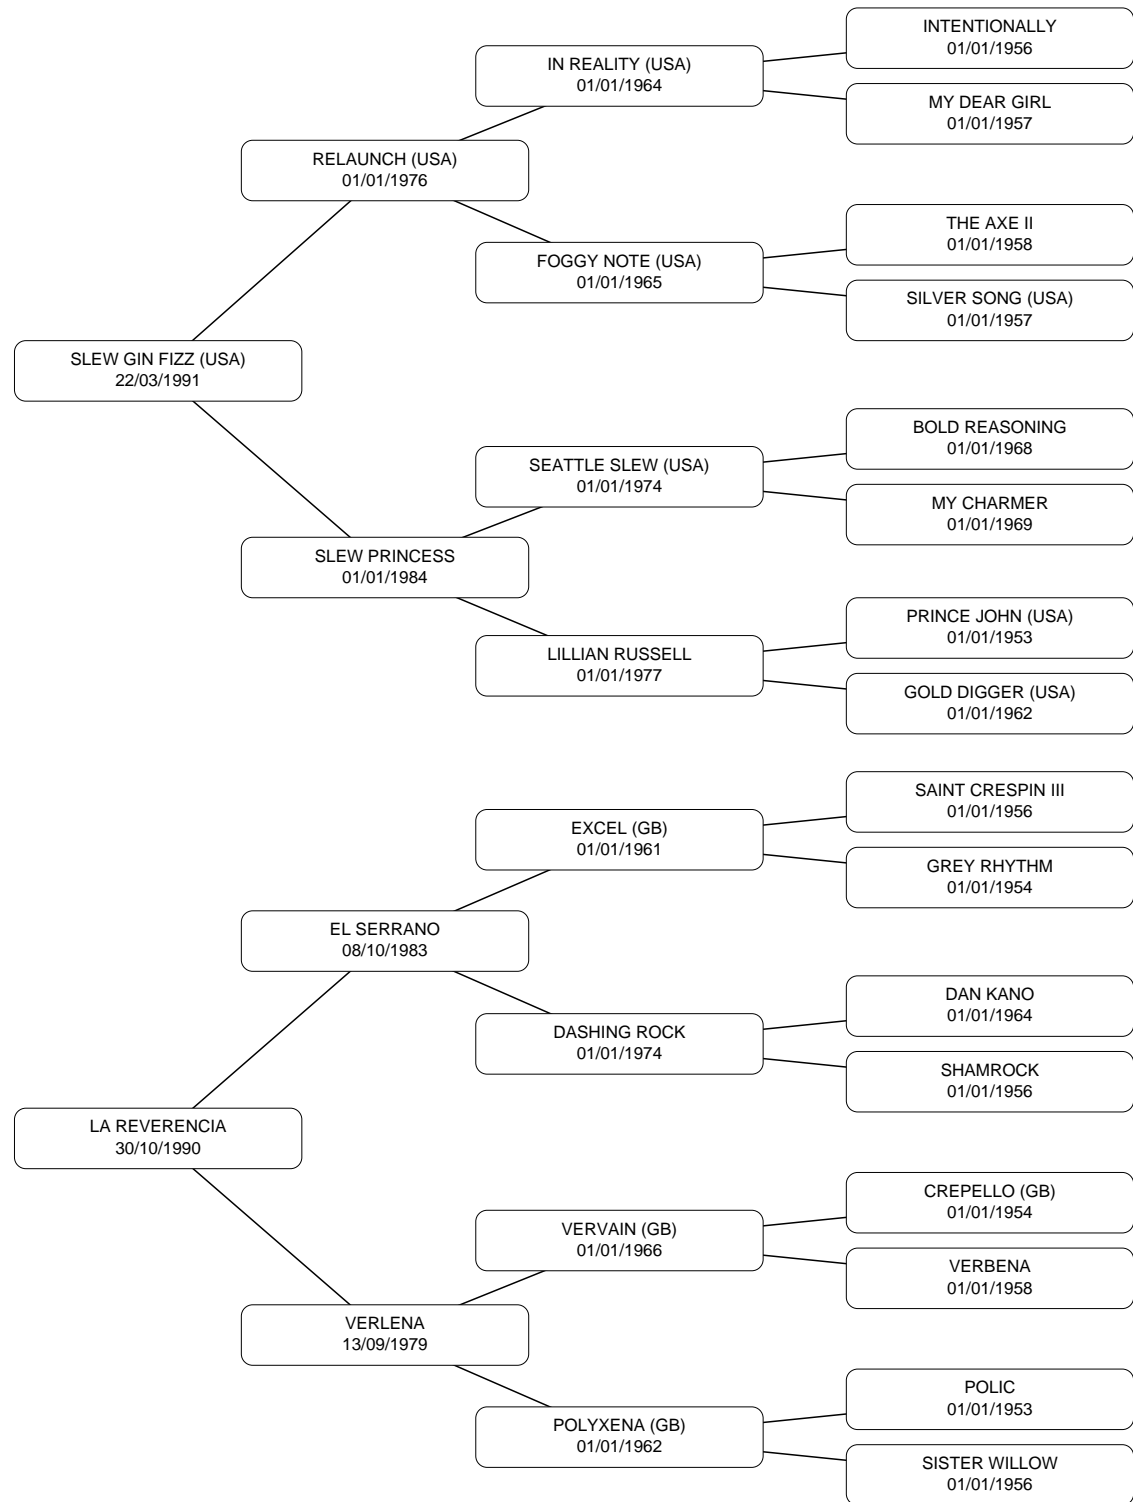 INTENTIONALLY
01/01/1956
IN REALITY (USA)
01/01/1964
MY DEAR GIRL
01/01/1957
RELAUNCH (USA)
01/01/1976
THE AXE II
01/01/1958
FOGGY NOTE (USA)
01/01/1965
SILVER SONG (USA)
01/01/1957
SLEW GIN FIZZ (USA)
22/03/1991
BOLD REASONING
01/01/1968
SEATTLE SLEW (USA)
01/01/1974
MY CHARMER
01/01/1969
SLEW PRINCESS
01/01/1984
PRINCE JOHN (USA)
01/01/1953
LILLIAN RUSSELL
01/01/1977
GOLD DIGGER (USA)
01/01/1962
SAINT CRESPIN III
01/01/1956
EXCEL (GB)
01/01/1961
GREY RHYTHM
01/01/1954
EL SERRANO
08/10/1983
DAN KANO
01/01/1964
DASHING ROCK
01/01/1974
SHAMROCK
01/01/1956
LA REVERENCIA
30/10/1990
CREPELLO (GB)
01/01/1954
VERVAIN (GB)
01/01/1966
VERBENA
01/01/1958
VERLENA
13/09/1979
POLIC
01/01/1953
POLYXENA (GB)
01/01/1962
SISTER WILLOW
01/01/1956